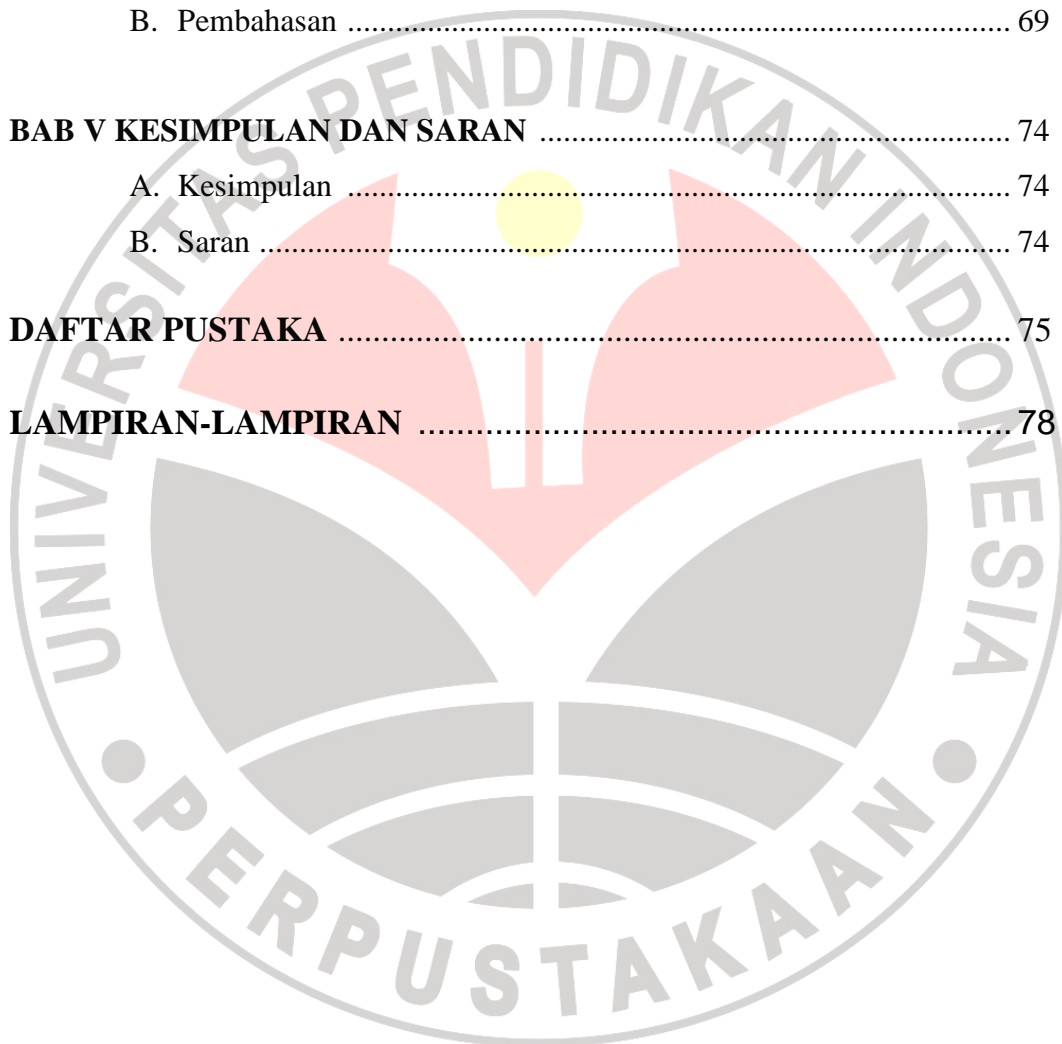 B. Pembahasan ........................................................................................ 69
BAB V KESIMPULAN DAN SARAN .............................................................. 74
A. Kesimpulan ........................................................................................ 74
B. Saran .................................................................................................... 74
DAFTAR PUSTAKA ..................................................................................... 75
LAMPIRAN-LAMPIRAN ............................................................... 78
UNIVERSITAS PENDIDIKAN INDONESIA
PERPUSTAKAAN